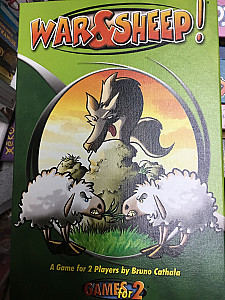 WAR&SHEEP!
A Game for 2 Players by Bruno Cathala
GAMES for 2